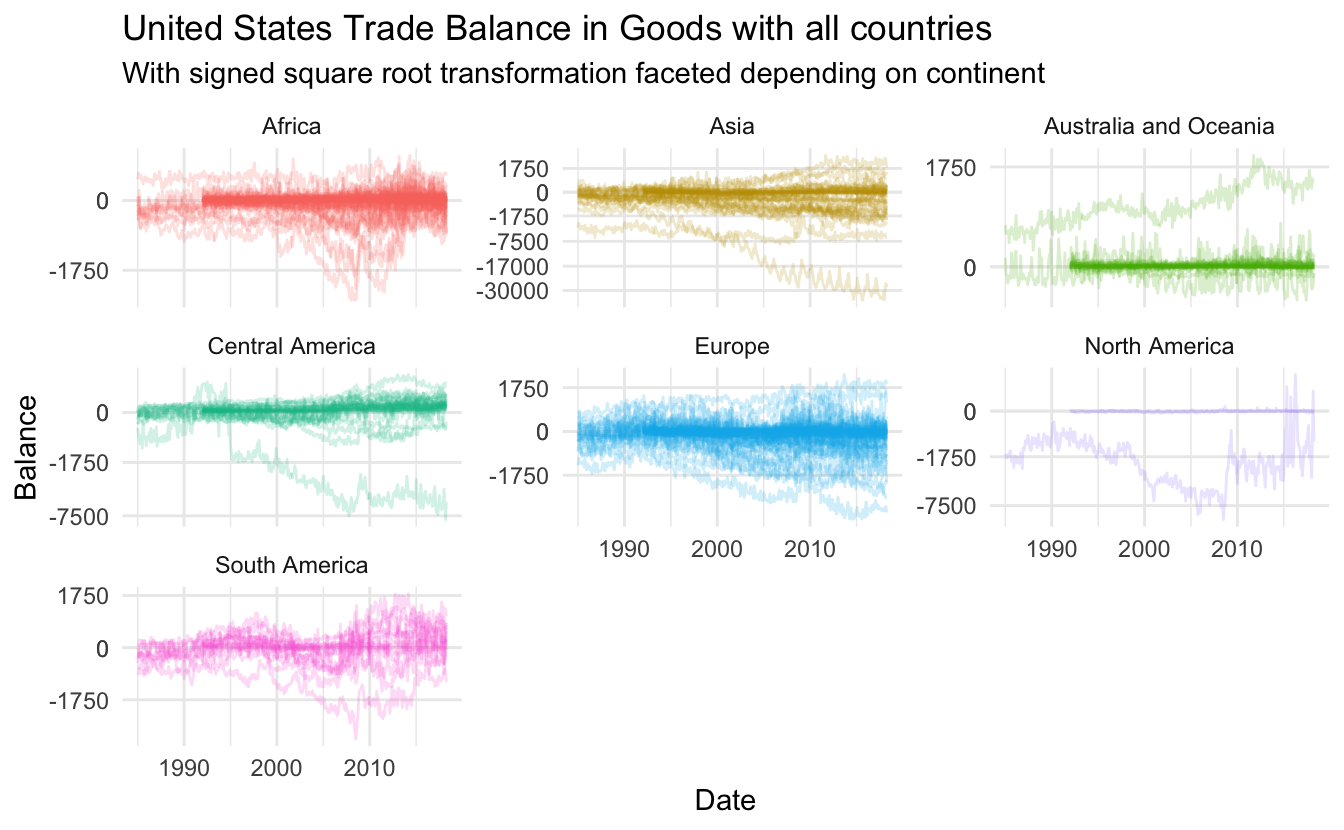 United States Trade Balance in Goods with all countries
With signed square root transformation faceted depending on continent
Africa
Asia
Australia and Oceania
0
-1750
1750
0
-1750
-7500
-17000
-30000
1750
0
Central America
Europe
North America
0
-1750
-7500
1750
0
-1750
0
-1750
-7500
1990 2000 2010
1990 2000 2010
South America
1750
0
-1750
1990 2000 2010
Balance
Date